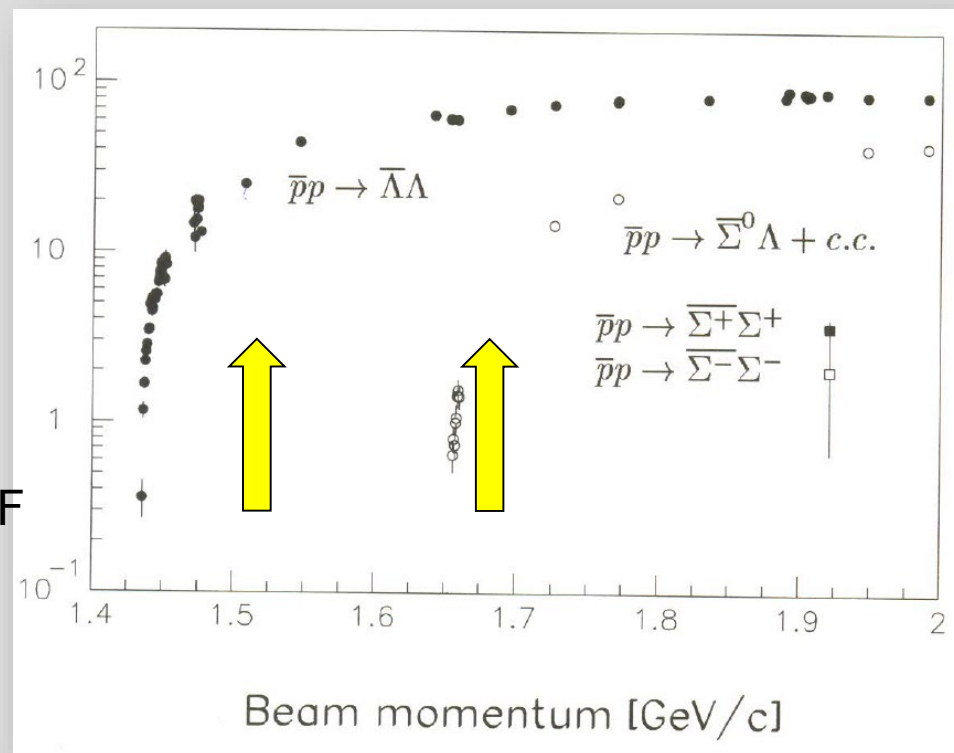 10²
10
1
10⁻¹
F
p̅p → Λ̅Λ
p̅p → Σ̅⁰Λ + c.c.
p̅p → Σ̅⁺Σ⁺
p̅p → Σ̅⁻Σ⁻
1.4 1.5 1.6 1.7 1.8 1.9 2
Beam momentum [GeV/c]